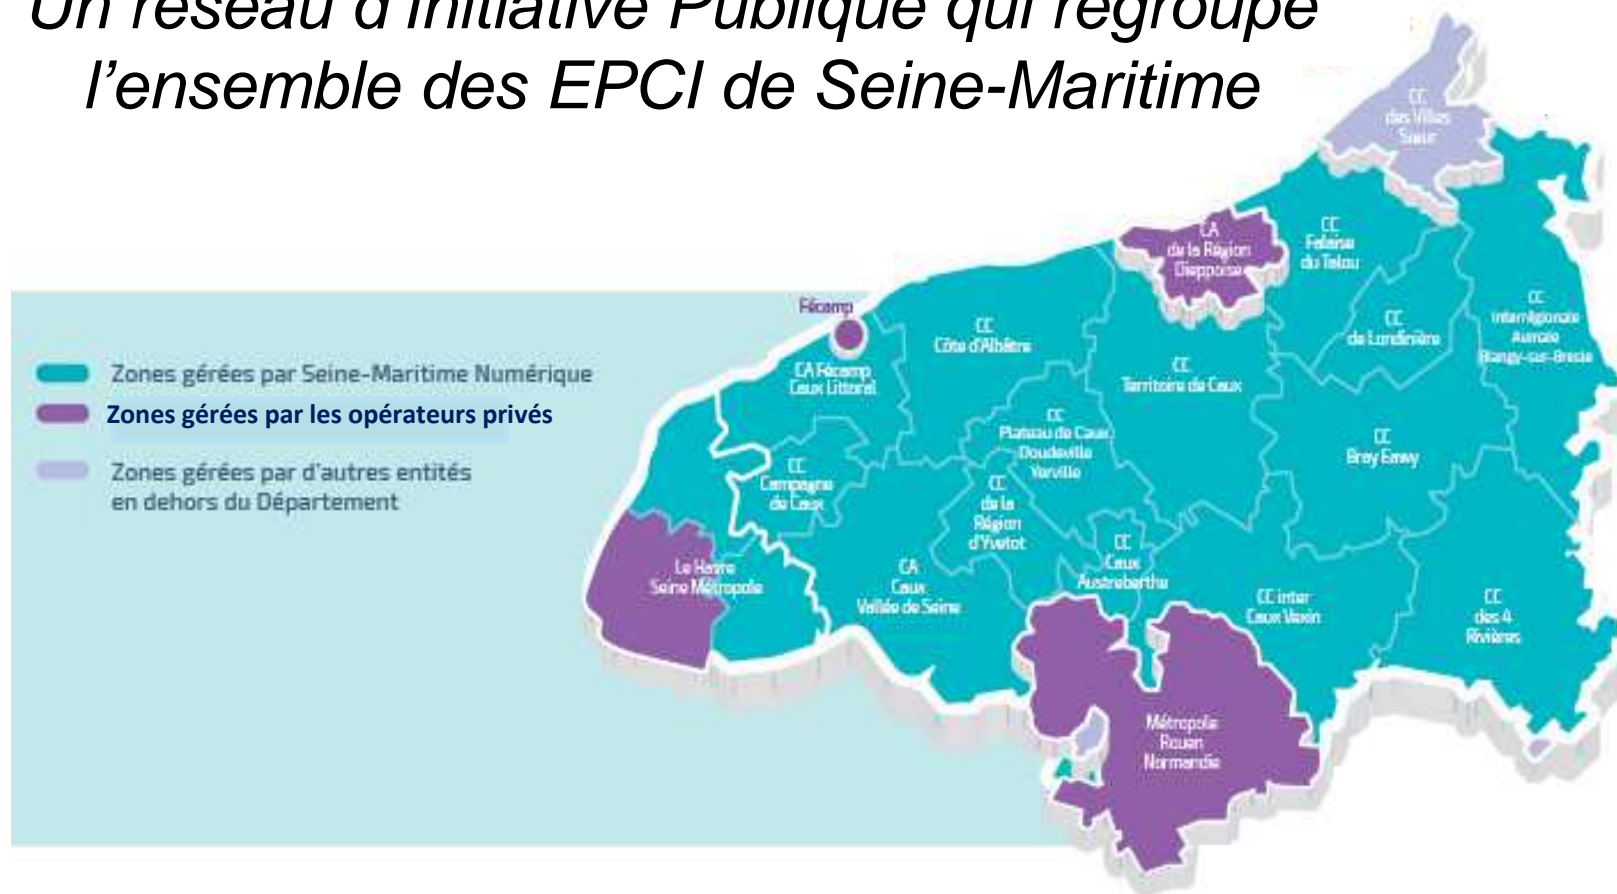 Un réseau d'Initiative Publique qui regroupe
l'ensemble des EPCI de Seine-Maritime
CC
des Villes
Sœur
CA
de la Région
Dieppoise
CC
Falaise
du Talou
Fécamp
CC
Côte d'Albâtre
CC
de Londinière
CC
interrégionale
Aumale
Blangy-sur-Bresle
Zones gérées par Seine-Maritime Numérique
Zones gérées par les opérateurs privés
Zones gérées par d'autres entités
en dehors du Département
CA Fécamp
Caux Littoral
CC
Territoire de Caux
CC
Plateau de Caux
Doudeville
Yerville
CC
Bray Eawy
CC
Campagne
de Caux
CC
de la
Région
d'Yvetot
CC
Caux
Austreberthe
Le Havre
Seine Métropole
CA
Caux
Vallée de Seine
CC inter
Caux Vexin
CC
des 4
Rivières
Métropole
Rouen
Normandie